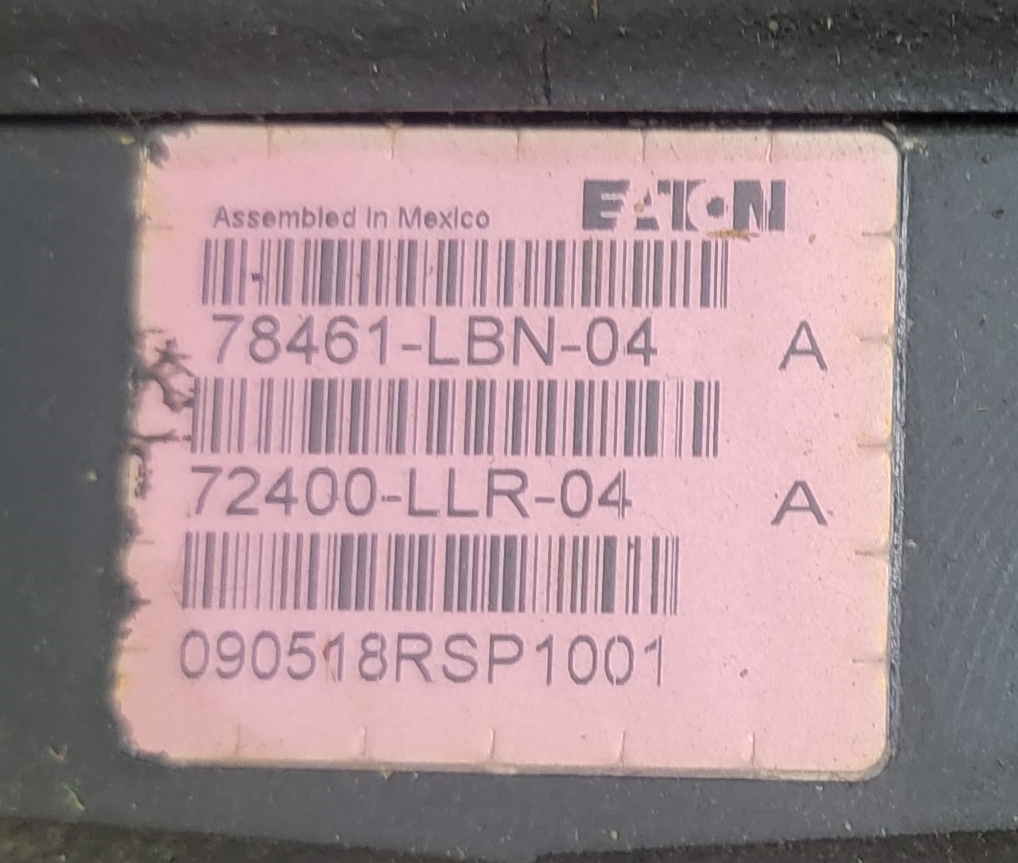 Assembled in Mexico EATON
78461-LBN-04 A
72400-LLR-04 A
090518RSP1001